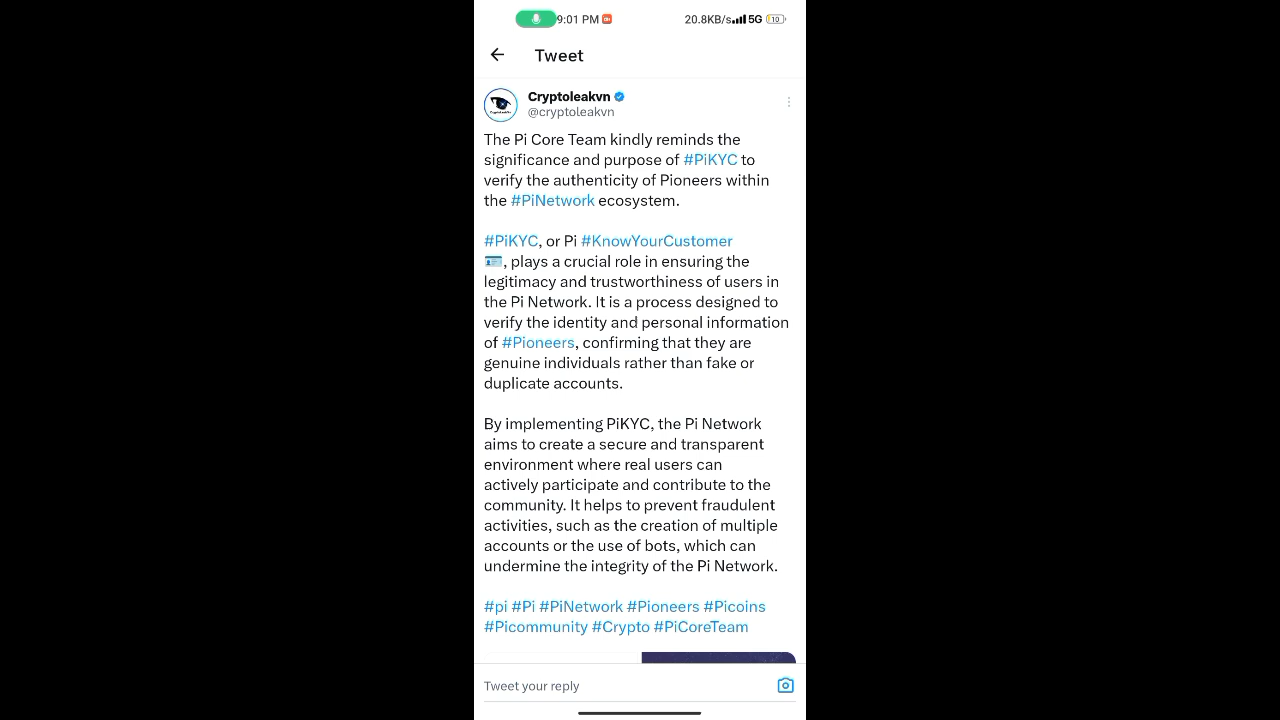 9:01 PM 20.8KB/s 5G 10
Tweet
Cryptoleakvn
@cryptoleakvn
The Pi Core Team kindly reminds the
significance and purpose of #PiKYC to
verify the authenticity of Pioneers within
the #PiNetwork ecosystem.
#PiKYC, or Pi #KnowYourCustomer
🪪, plays a crucial role in ensuring the
legitimacy and trustworthiness of users in
the Pi Network. It is a process designed to
verify the identity and personal information
of #Pioneers, confirming that they are
genuine individuals rather than fake or
duplicate accounts.
By implementing PiKYC, the Pi Network
aims to create a secure and transparent
environment where real users can
actively participate and contribute to the
community. It helps to prevent fraudulent
activities, such as the creation of multiple
accounts or the use of bots, which can
undermine the integrity of the Pi Network.
#pi #Pi #PiNetwork #Pioneers #Picoins
#Picommunity #Crypto #PiCoreTeam
Tweet your reply